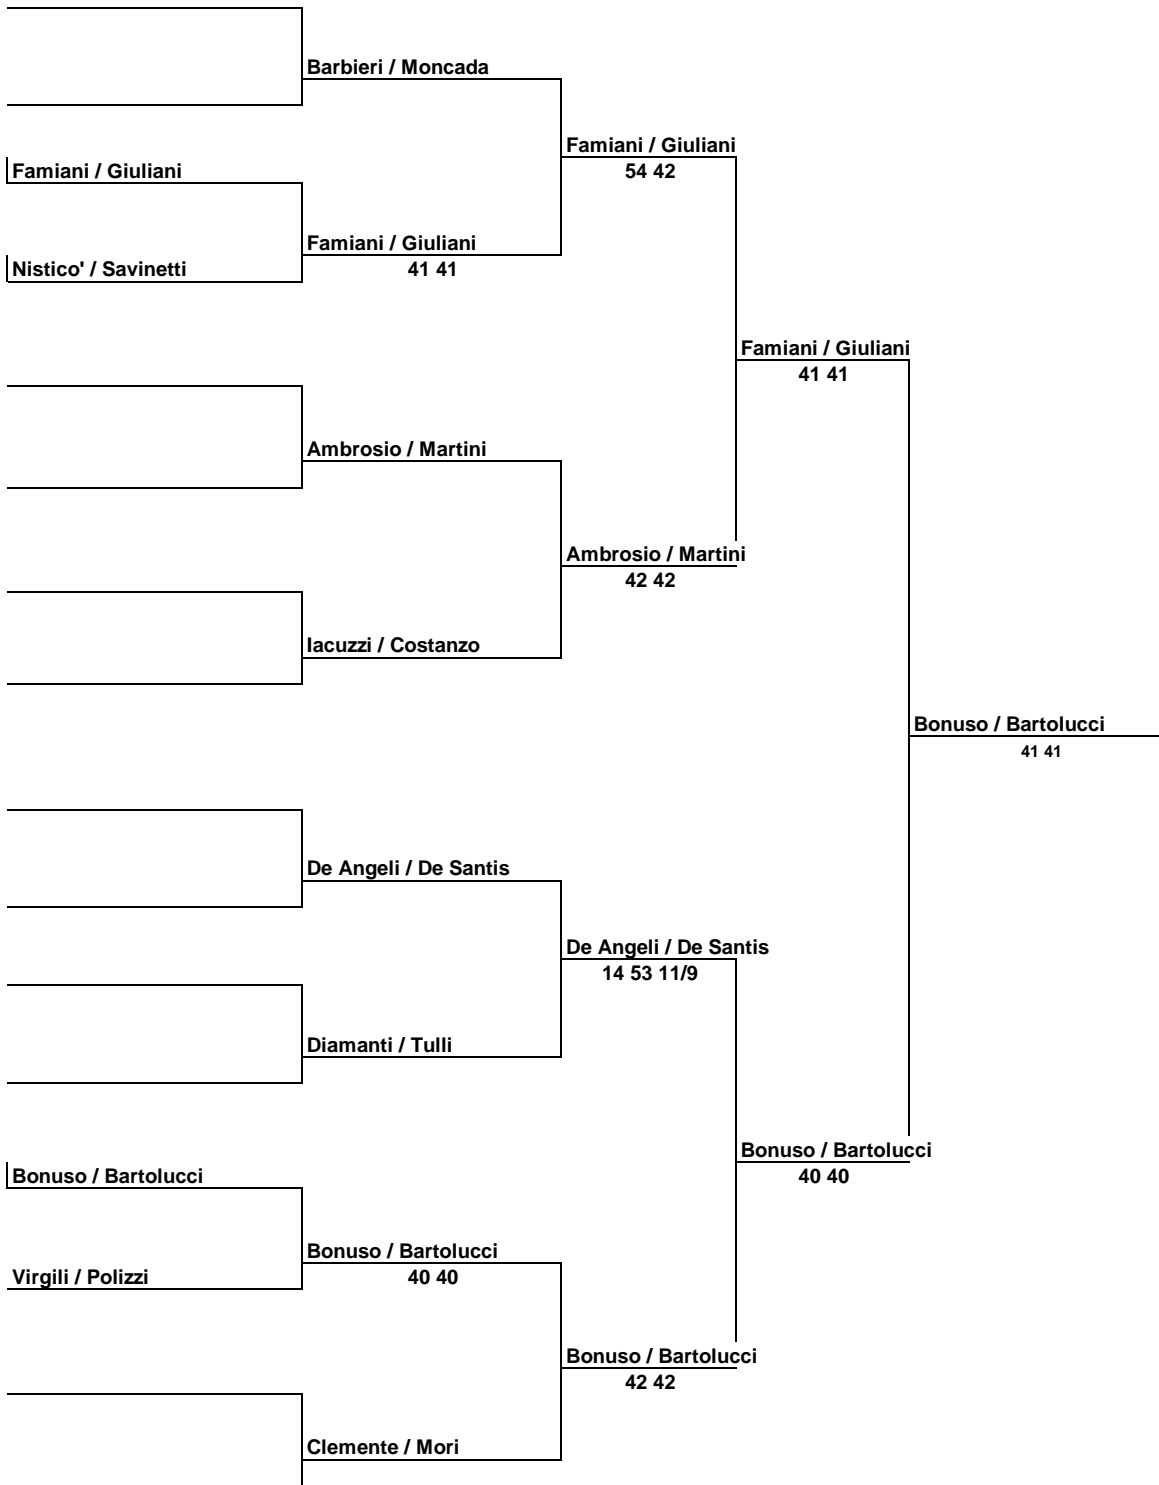 Barbieri / Moncada
Famiani / Giuliani
54 42
Famiani / Giuliani
Famiani / Giuliani
41 41
Nistico' / Savinetti
Famiani / Giuliani
41 41
Ambrosio / Martini
Ambrosio / Martini
42 42
Iacuzzi / Costanzo
Bonuso / Bartolucci
41 41
De Angeli / De Santis
De Angeli / De Santis
14 53 11/9
Diamanti / Tulli
Bonuso / Bartolucci
40 40
Bonuso / Bartolucci
Bonuso / Bartolucci
40 40
Virgili / Polizzi
Bonuso / Bartolucci
42 42
Clemente / Mori